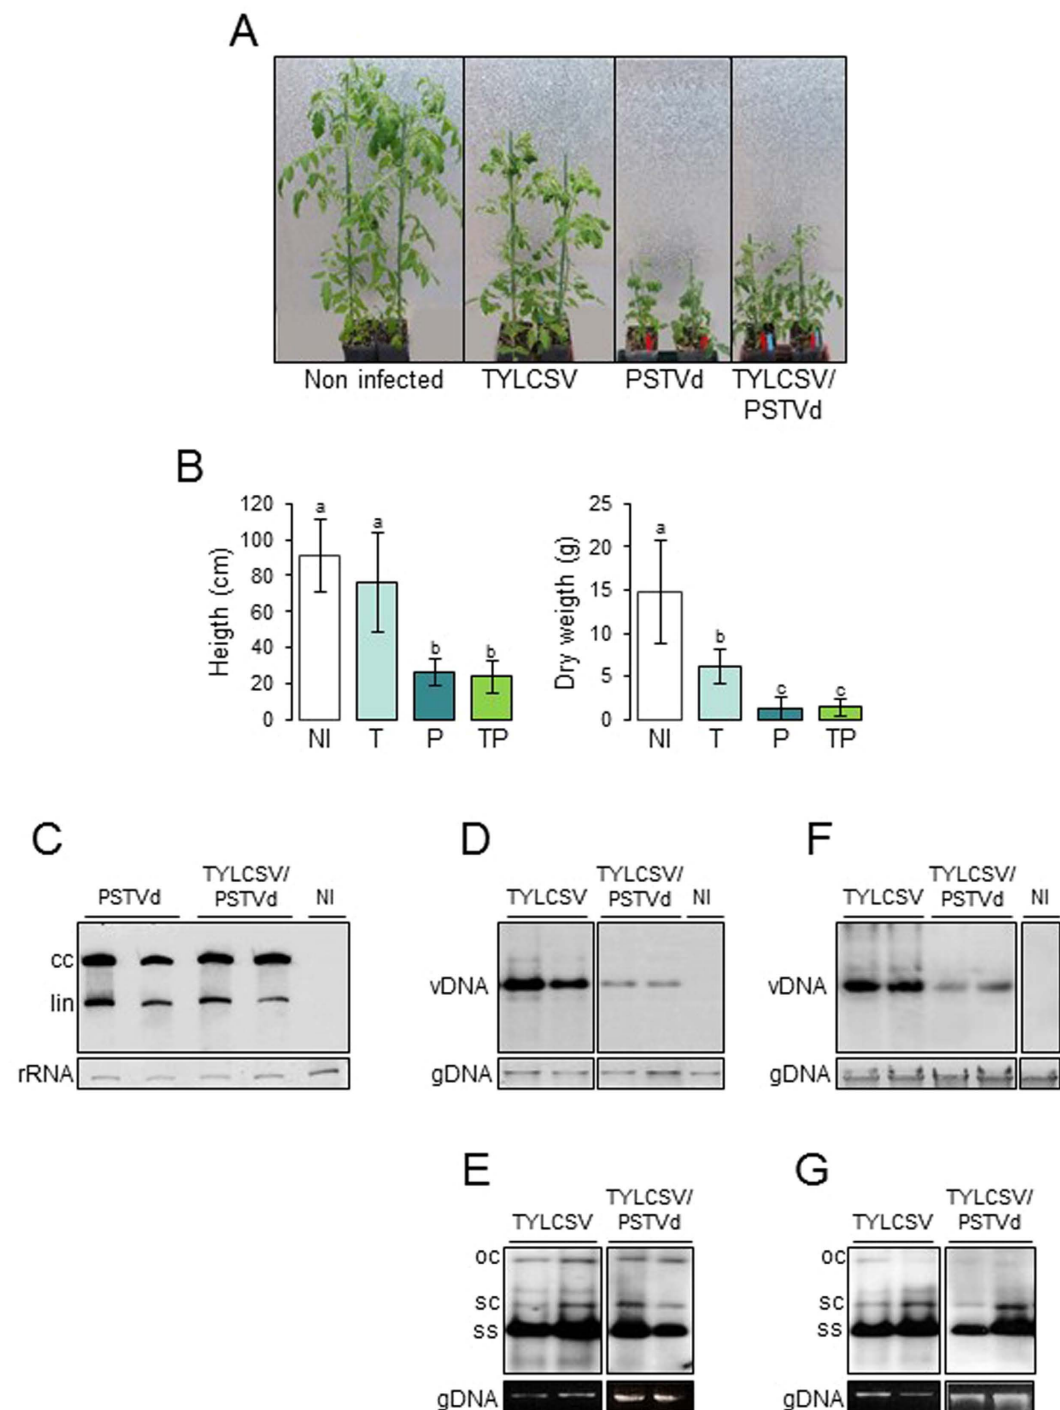 A
Non infected
TYLCSV
PSTVd
TYLCSV/
PSTVd
B
Heigth (cm)
120
100
80
60
40
20
0
a
a
b
b
NI
T
P
TP
Dry weigth (g)
25
20
15
10
5
0
a
b
c
c
NI
T
P
TP
C
PSTVd
TYLCSV/
PSTVd
NI
cc
lin
rRNA
D
TYLCSV
TYLCSV/
PSTVd
NI
vDNA
gDNA
F
TYLCSV
TYLCSV/
PSTVd
NI
vDNA
gDNA
E
TYLCSV
TYLCSV/
PSTVd
oc
sc
ss
gDNA
G
TYLCSV
TYLCSV/
PSTVd
oc
sc
ss
gDNA